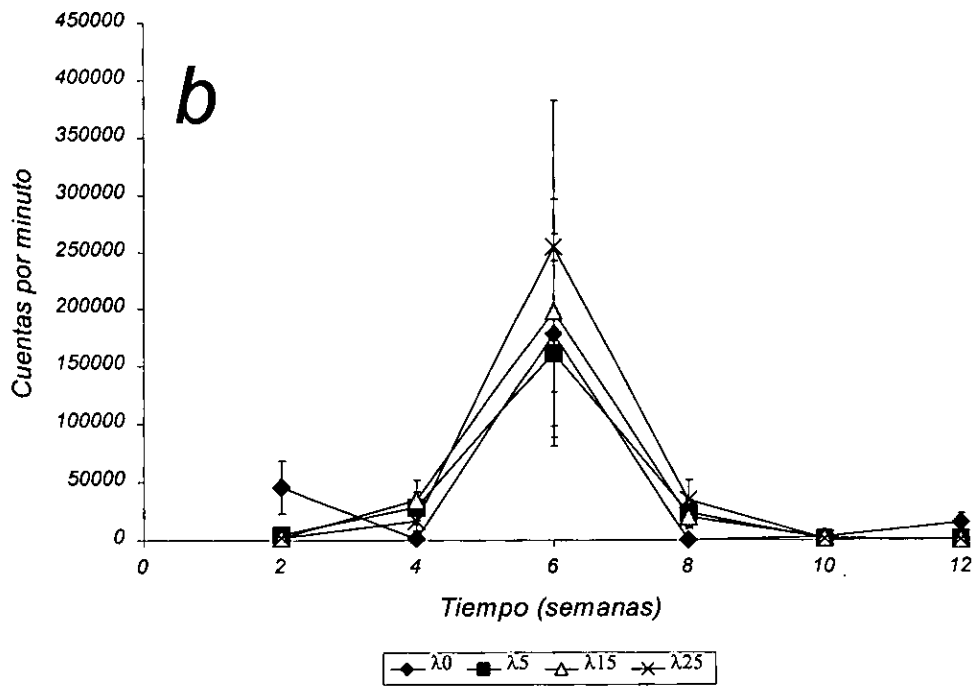 450000
400000
350000
300000
250000
200000
150000
100000
50000
0
b
Cuentas por minuto
0 2 4 6 8 10 12
Tiempo (semanas)
λ0 λ5 λ15 λ25